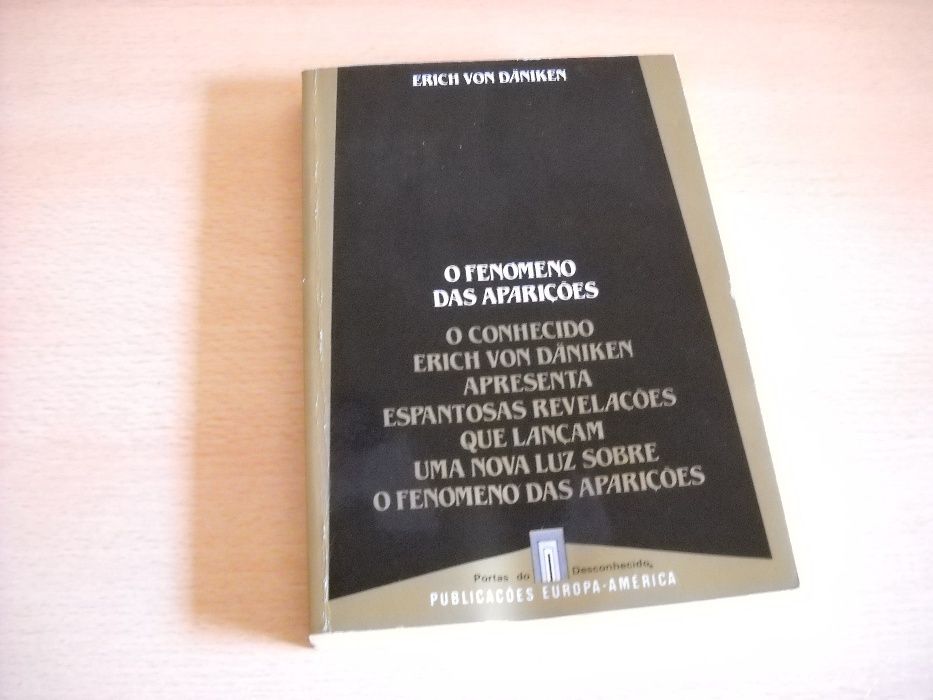 ERICH VON DÄNIKEN
O FENOMENO
DAS APARIÇÕES
O CONHECIDO
ERICH VON DÄNIKEN
APRESENTA
ESPANTOSAS REVELAÇÕES
QUE LANÇAM
UMA NOVA LUZ SOBRE
O FENOMENO DAS APARIÇÕES
Portas do Desconhecido
PUBLICAÇÕES EUROPA-AMÉRICA